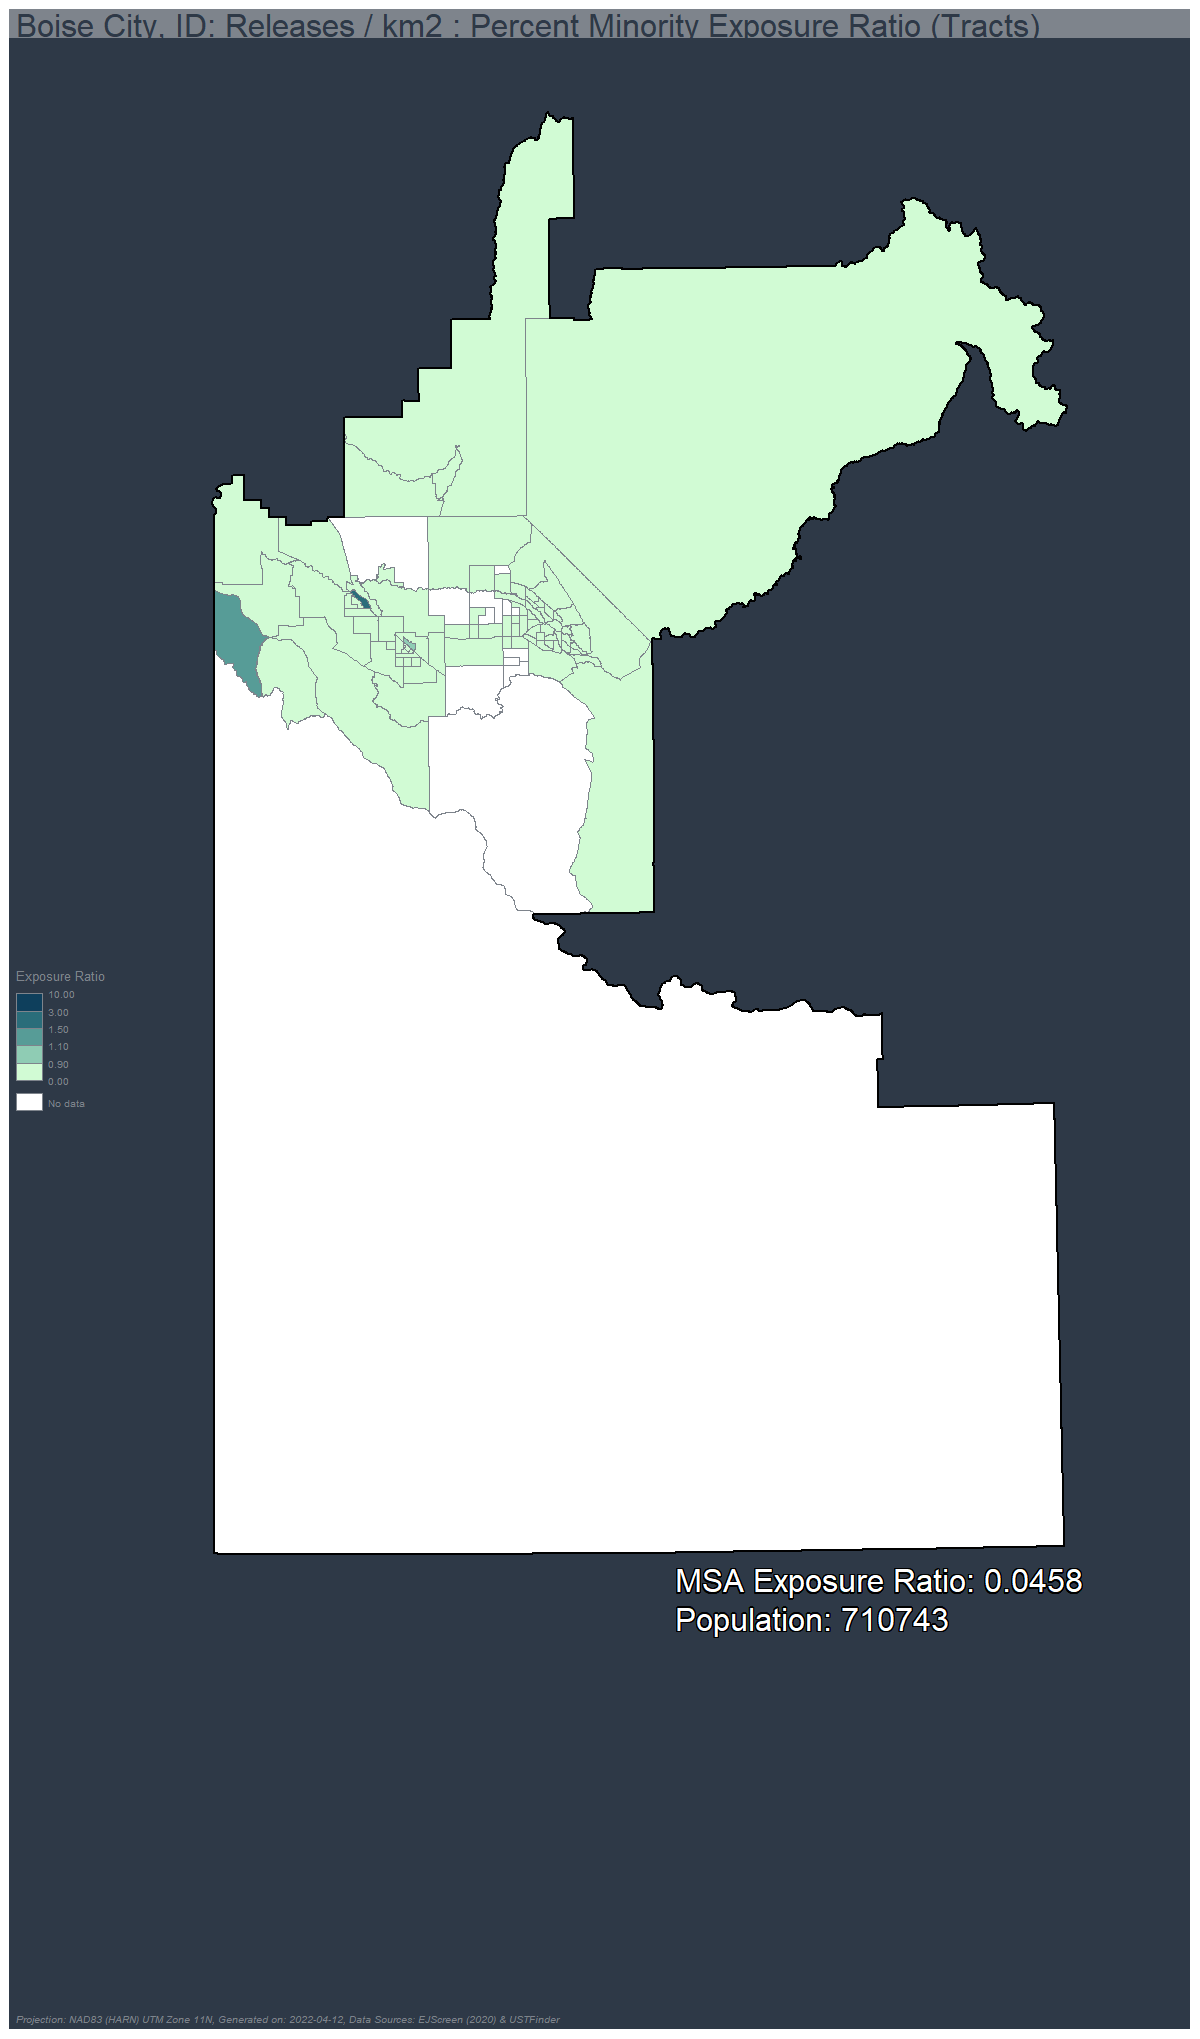 Boise City, ID: Releases / km2 : Percent Minority Exposure Ratio (Tracts)
Exposure Ratio
10.00
3.00
1.50
1.10
0.90
0.00
No data
MSA Exposure Ratio: 0.0458
Population: 710743
Projection: NAD83 (HARN) UTM Zone 11N, Generated on: 2022-04-12, Data Sources: EJScreen (2020) & USTFinder